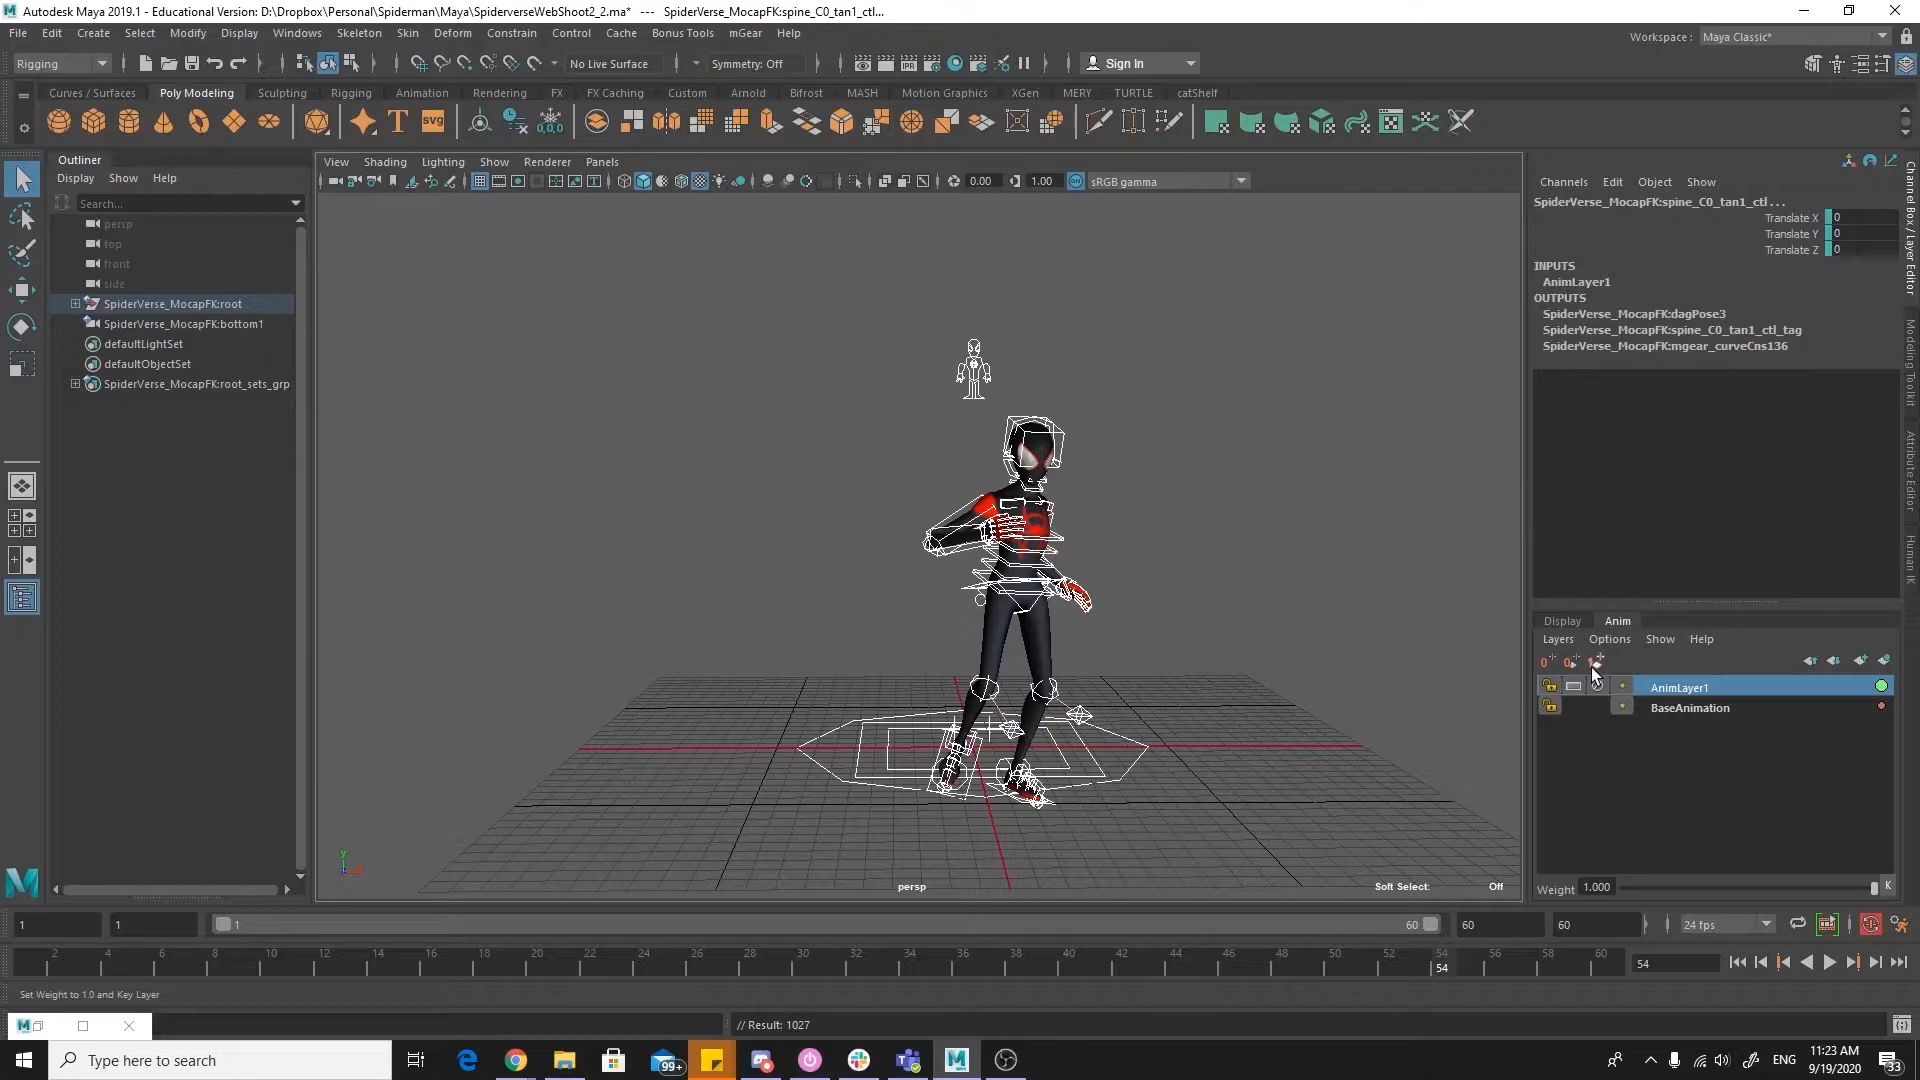 Autodesk Maya 2019.1 - Educational Version: D:\Dropbox\Personal\Spiderman\Maya\SpiderverseWebShoot2_2.ma*   ---   SpiderVerse_MocapFK:spine_C0_tan1_ctl...
File Edit Create Select Modify Display Windows Skeleton Skin Deform Constrain Control Cache Bonus Tools mGear Help
Workspace : Maya Classic*
Rigging
No Live Surface
Symmetry: Off
Sign In
Curves / Surfaces Poly Modeling Sculpting Rigging Animation Rendering FX FX Caching Custom Arnold Bifrost MASH Motion Graphics XGen MERY TURTLE catShelf
svg
0,0,0
Outliner
Display Show Help
Search...
persp
top
front
side
SpiderVerse_MocapFK:root
SpiderVerse_MocapFK:bottom1
defaultLightSet
defaultObjectSet
SpiderVerse_MocapFK:root_sets_grp
View Shading Lighting Show Renderer Panels
0.00
1.00
sRGB gamma
persp
Soft Select: Off
Channels Edit Object Show
SpiderVerse_MocapFK:spine_C0_tan1_ctl...
Translate X 0
Translate Y 0
Translate Z 0
INPUTS
AnimLayer1
OUTPUTS
SpiderVerse_MocapFK:dagPose3
SpiderVerse_MocapFK:spine_C0_tan1_ctl_tag
SpiderVerse_MocapFK:mgear_curveCns136
Channel Box / Layer Editor
Modeling Toolkit
Attribute Editor
Human IK
Display Anim
Layers Options Show Help
AnimLayer1
BaseAnimation
Weight 1.000
K
1
1
1
60
60
60
24 fps
2 4 6 8 10 12 14 16 18 20 22 24 26 28 30 32 34 36 38 40 42 44 46 48 50 52 54 56 58 60
54
54
Set Weight to 1.0 and Key Layer
// Result: 1027
Type here to search
99+
ENG
11:23 AM
9/19/2020
33